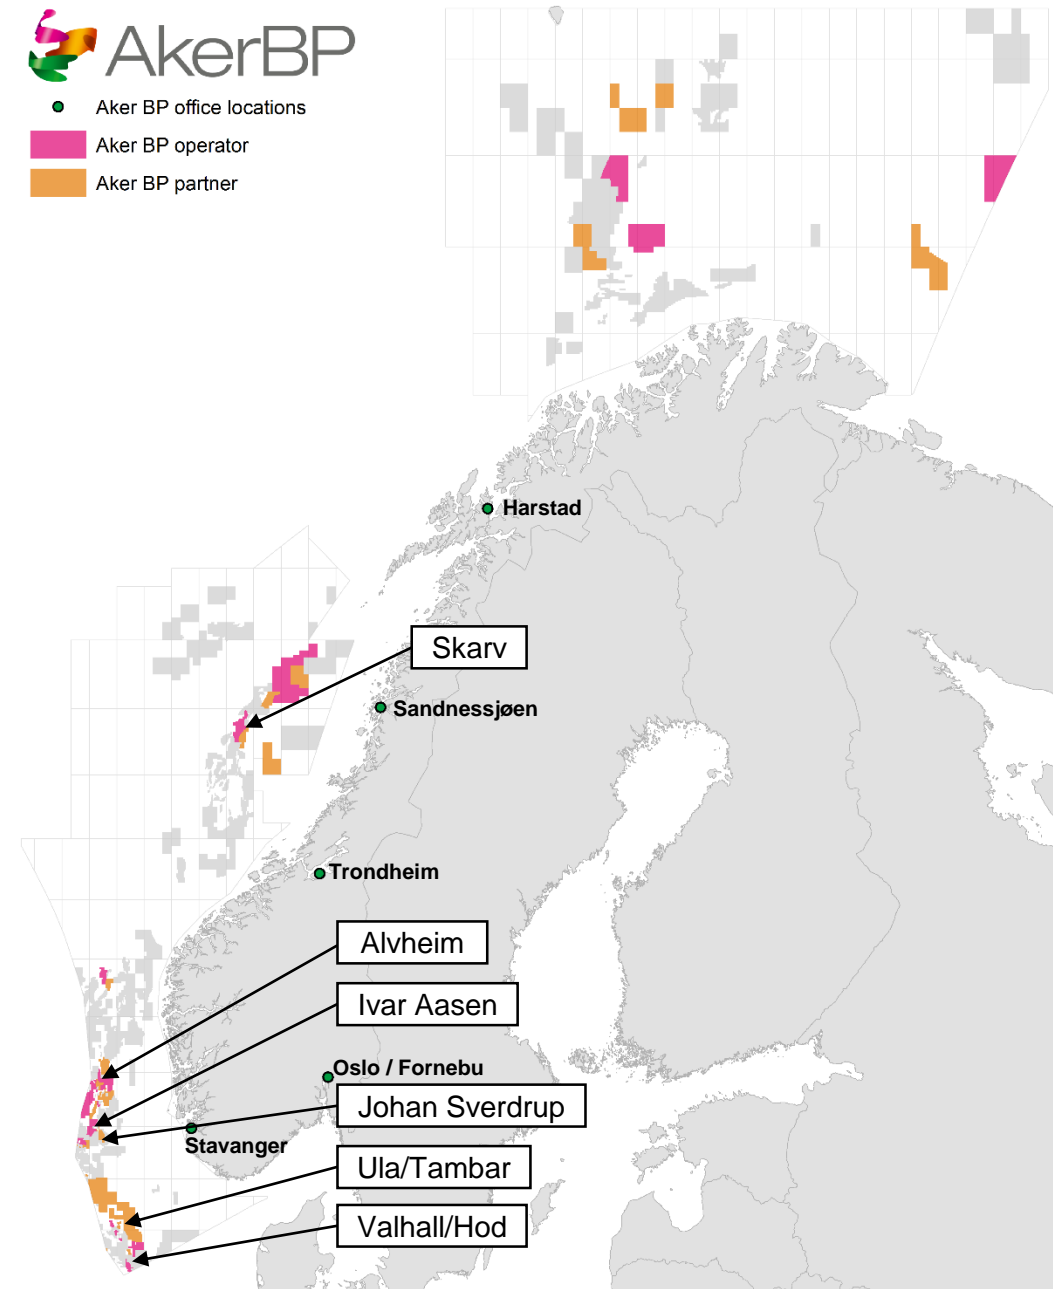 AkerBP
Aker BP office locations
Aker BP operator
Aker BP partner
Harstad
Skarv
Sandnessjøen
Trondheim
Alvheim
Ivar Aasen
Oslo / Fornebu
Johan Sverdrup
Stavanger
Ula/Tambar
Valhall/Hod